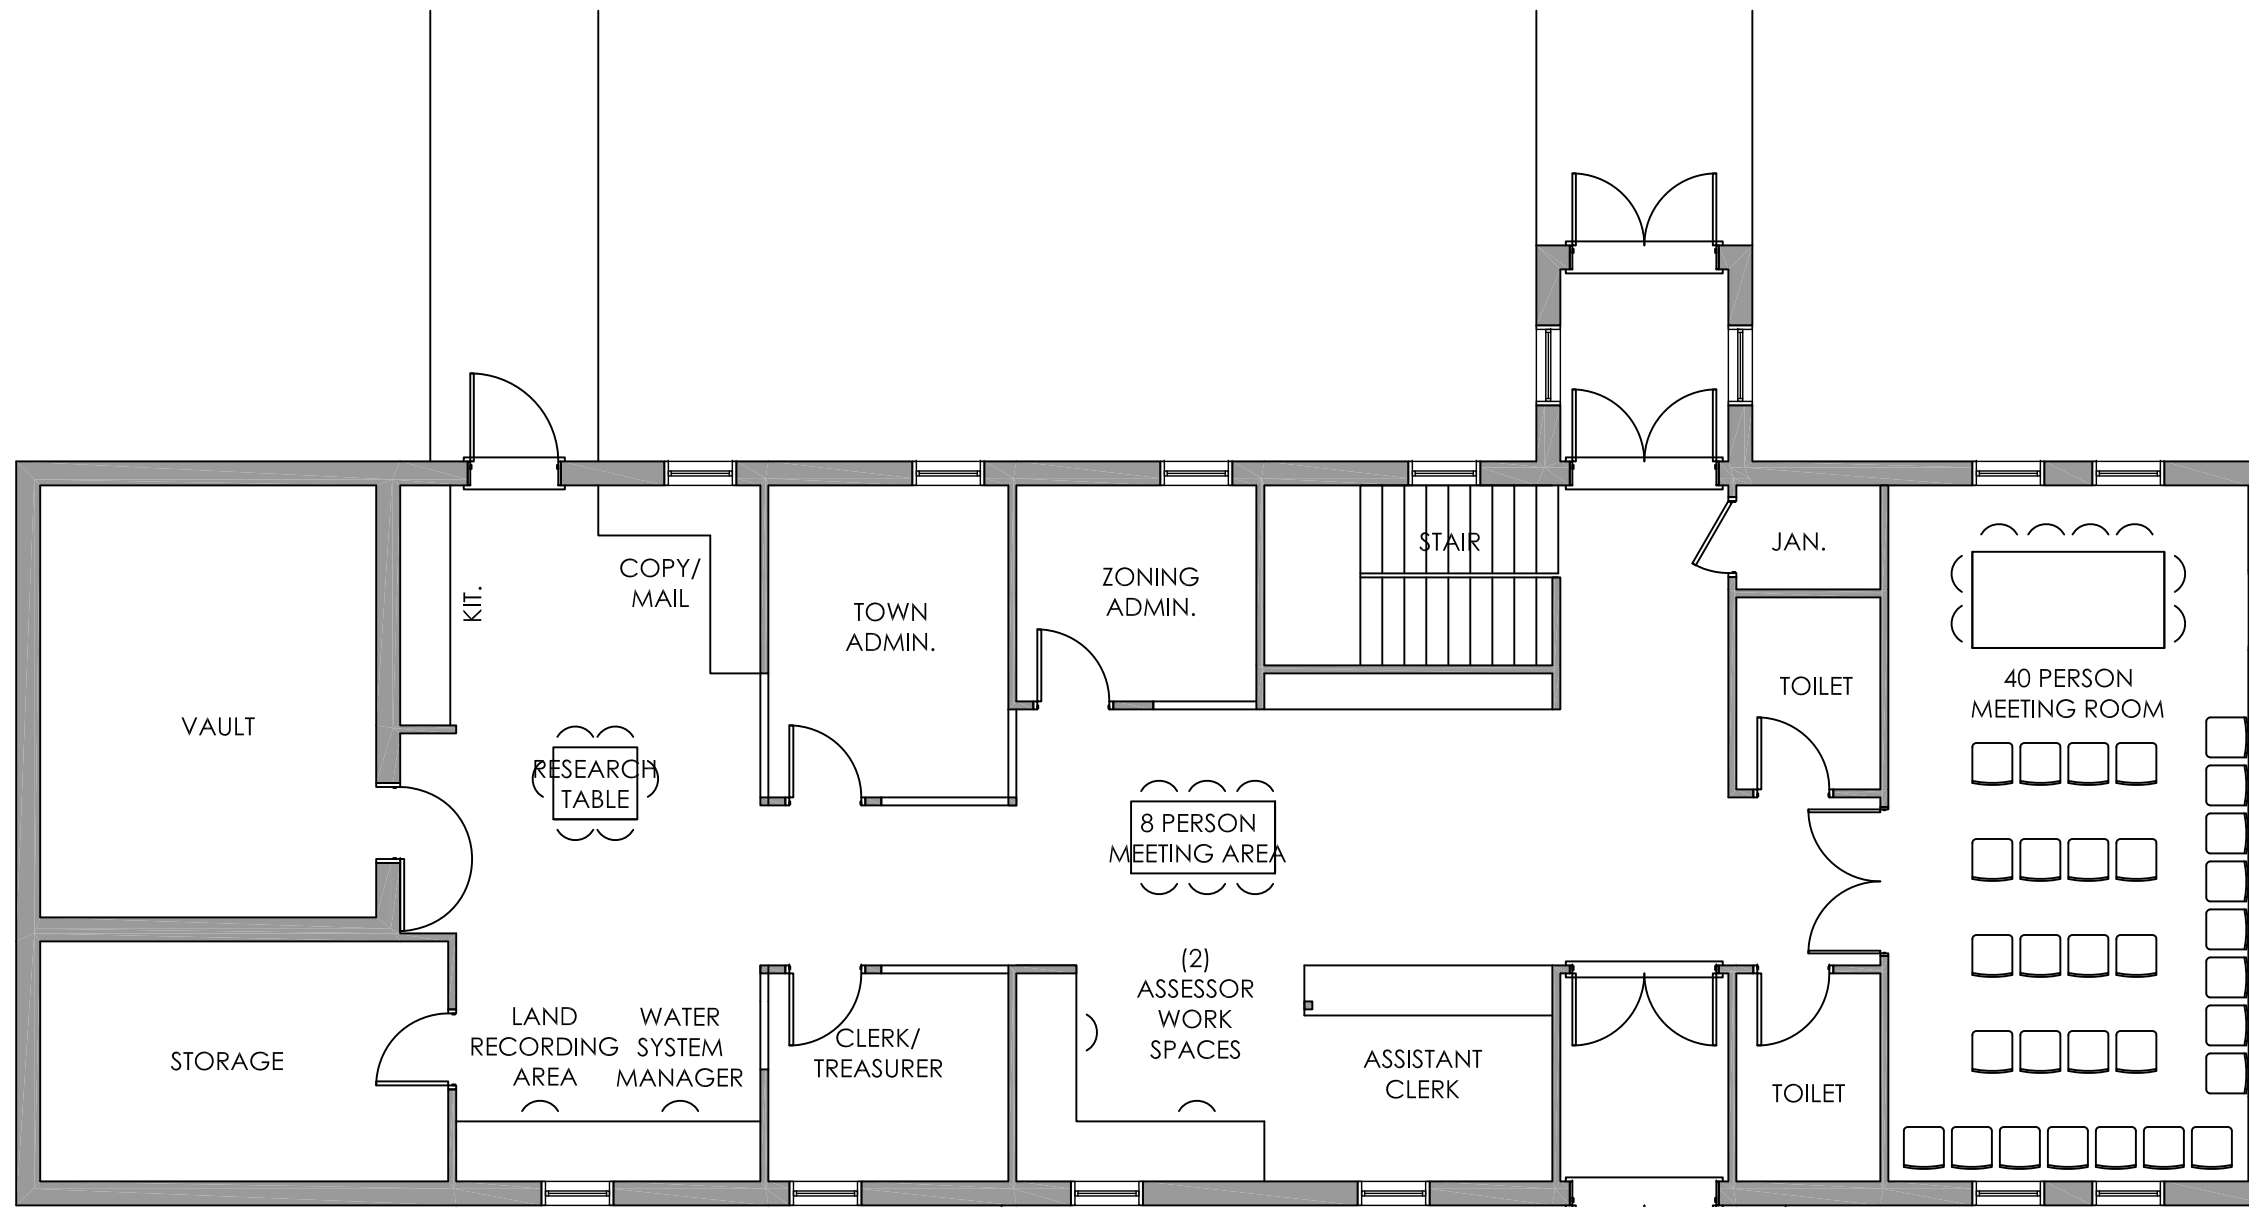 STAIR
JAN.
COPY/
MAIL
KIT.
ZONING
ADMIN.
TOWN
ADMIN.
TOILET
40 PERSON
MEETING ROOM
VAULT
RESEARCH
TABLE
8 PERSON
MEETING AREA
(2)
ASSESSOR
WORK
SPACES
LAND
RECORDING
AREA
WATER
SYSTEM
MANAGER
STORAGE
CLERK/
TREASURER
ASSISTANT
CLERK
TOILET